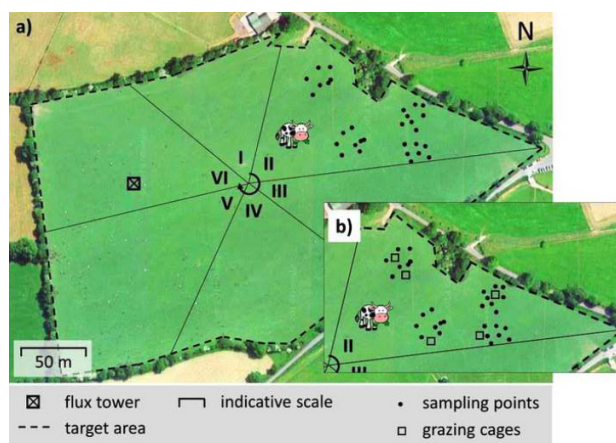 a)
N
I
II
VI
III
V
IV
b)
II
III
50 m
flux tower
indicative scale
sampling points
target area
grazing cages